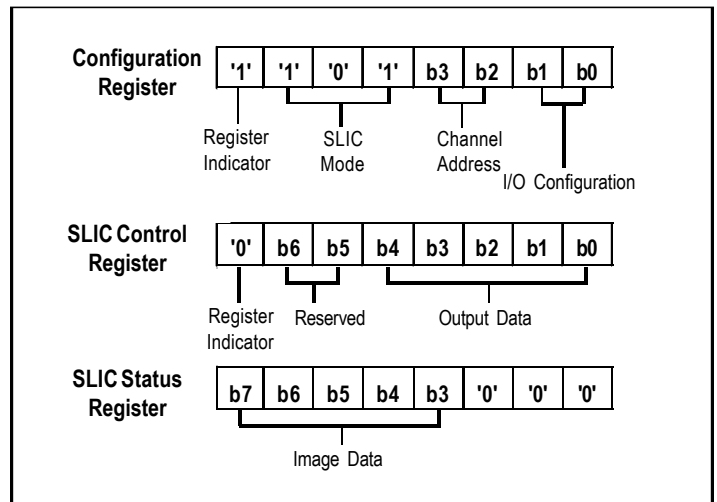 Configuration Register
'1' '1' '0' '1' b3 b2 b1 b0
Register Indicator
SLIC Mode
Channel Address
I/O Configuration
SLIC Control Register
'0' b6 b5 b4 b3 b2 b1 b0
Register Indicator
Reserved
Output Data
SLIC Status Register
b7 b6 b5 b4 b3 '0' '0' '0'
Image Data